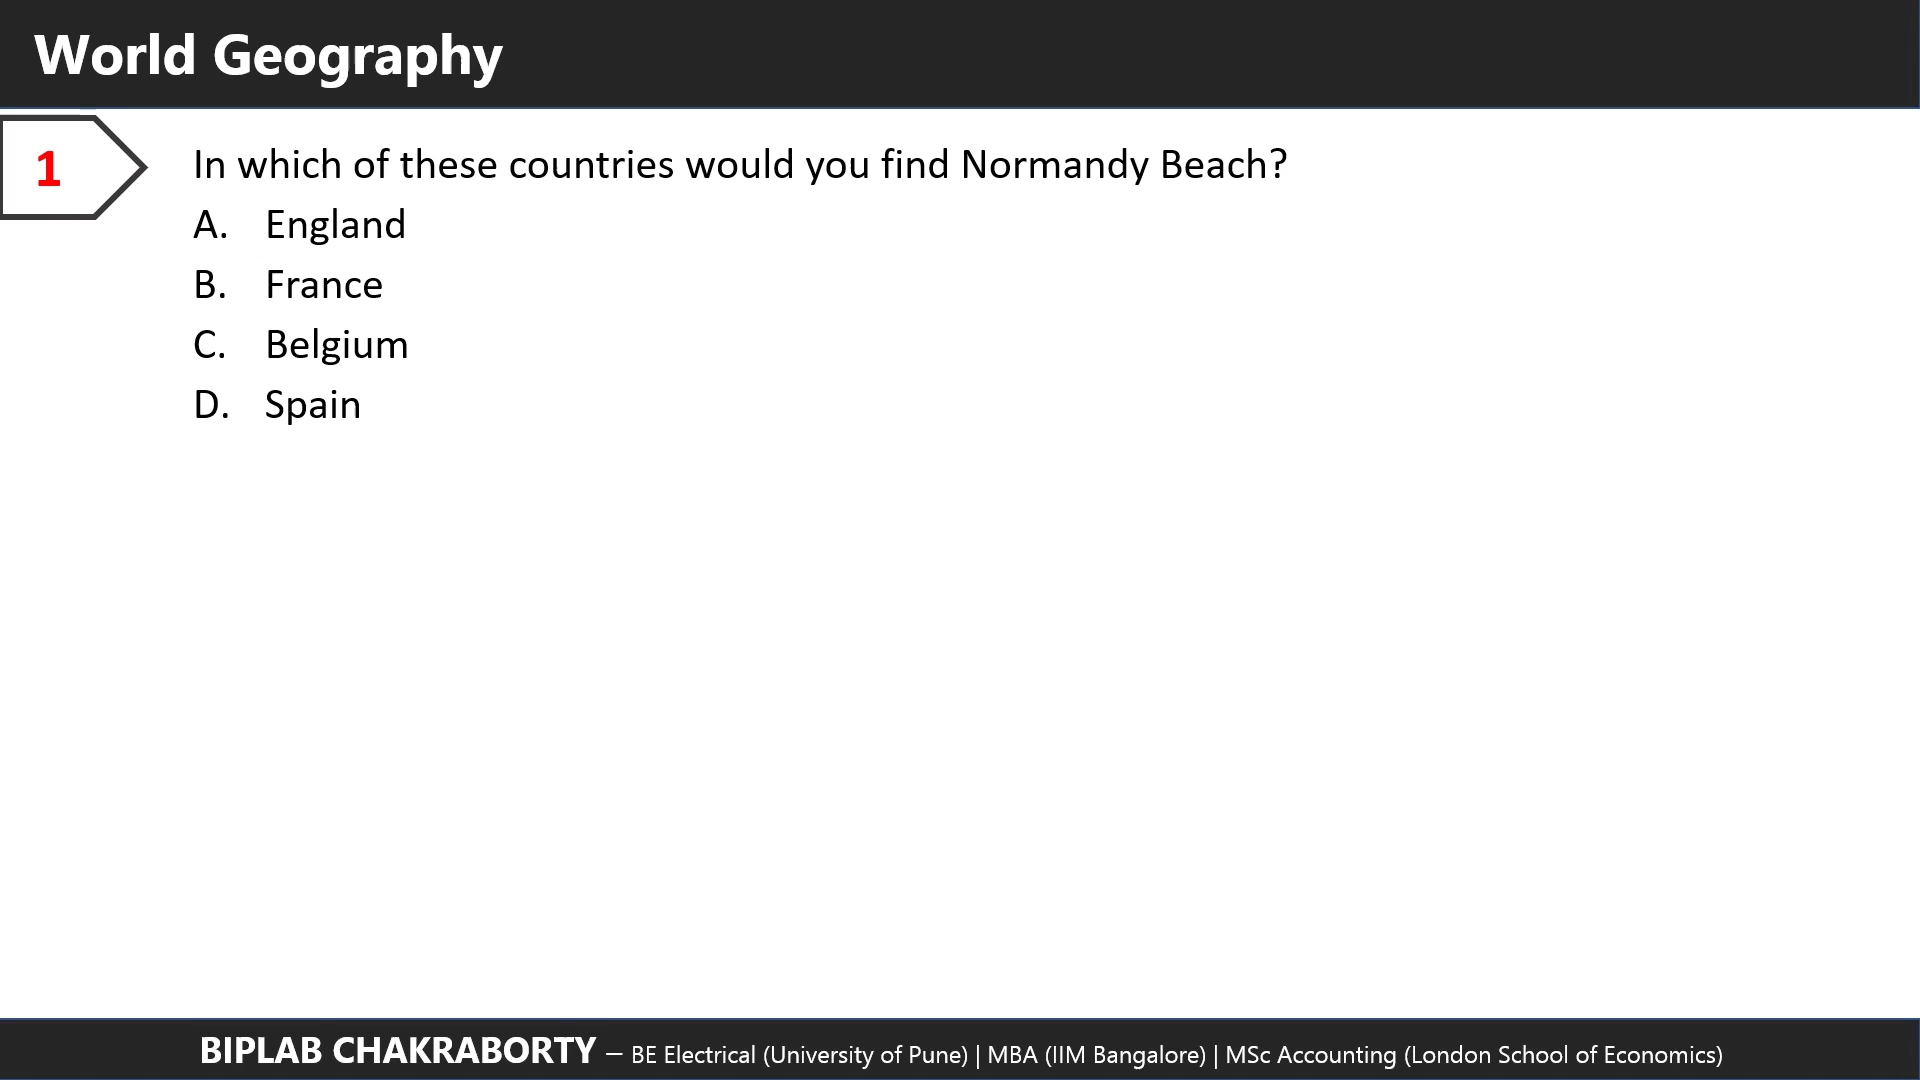 World Geography
1
In which of these countries would you find Normandy Beach?
A. England
B. France
C. Belgium
D. Spain
BIPLAB CHAKRABORTY – BE Electrical (University of Pune) | MBA (IIM Bangalore) | MSc Accounting (London School of Economics)